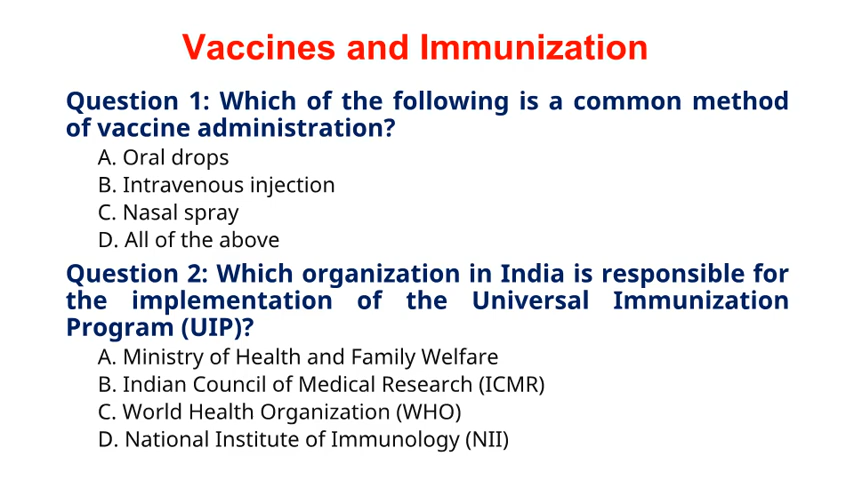 Vaccines and Immunization
Question 1: Which of the following is a common method
of vaccine administration?
A. Oral drops
B. Intravenous injection
C. Nasal spray
D. All of the above
Question 2: Which organization in India is responsible for
the implementation of the Universal Immunization
Program (UIP)?
A. Ministry of Health and Family Welfare
B. Indian Council of Medical Research (ICMR)
C. World Health Organization (WHO)
D. National Institute of Immunology (NII)